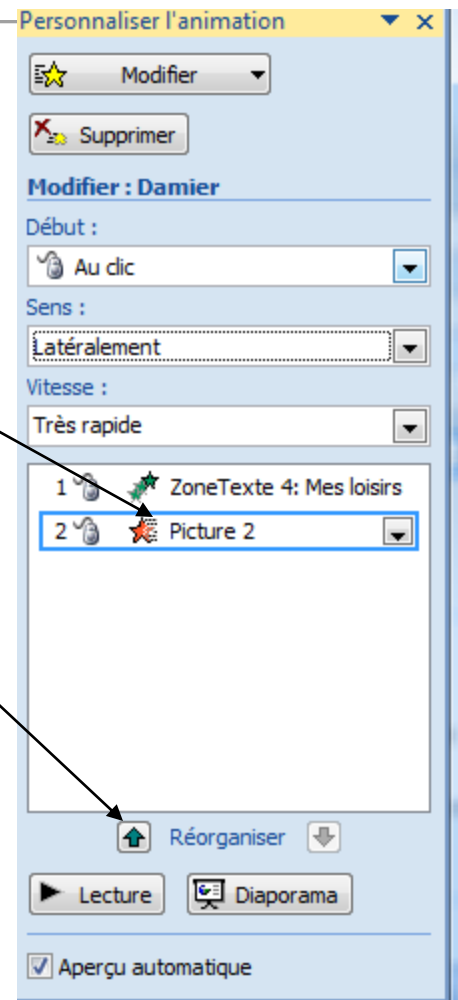 Personnaliser l'animation
Modifier
Supprimer
Modifier : Damier
Début :
Au clic
Sens :
Latéralement
Vitesse :
Très rapide
1 ZoneTexte 4: Mes loisirs
2 Picture 2
Réorganiser
Lecture Diaporama
Aperçu automatique